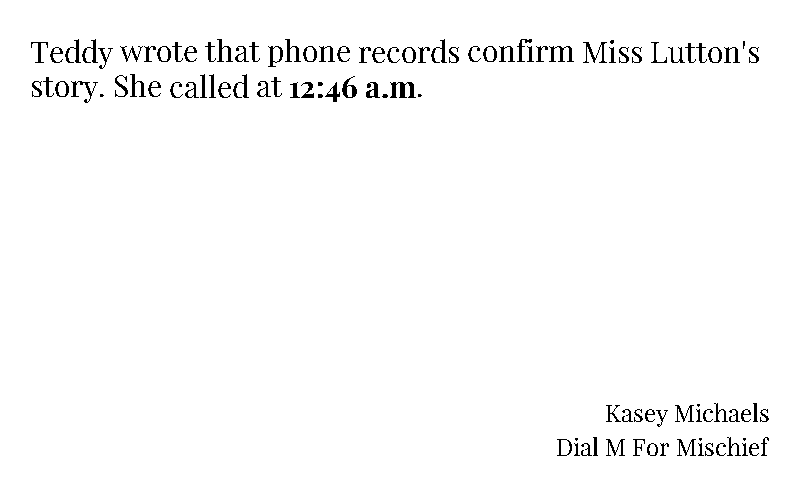 Teddy wrote that phone records confirm Miss Lutton's
story. She called at 12:46 a.m.
Kasey Michaels
Dial M For Mischief